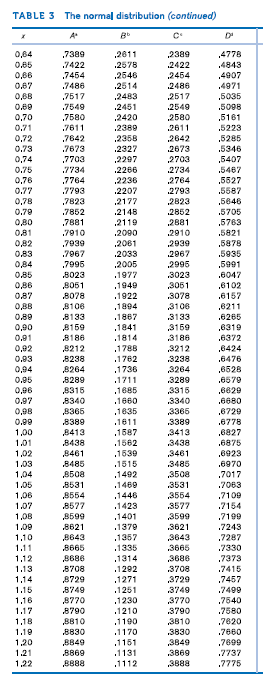 TABLE 3 The normal distribution (continued)
x Aᵃ Bᵇ Cᶜ Dᵈ
0.64 .7389 .2611 .2389 .4778
0.65 .7422 .2578 .2422 .4843
0.66 .7454 .2546 .2454 .4907
0.67 .7486 .2514 .2486 .4971
0.68 .7517 .2483 .2517 .5035
0.69 .7549 .2451 .2549 .5098
0.70 .7580 .2420 .2580 .5161
0.71 .7611 .2389 .2611 .5223
0.72 .7642 .2358 .2642 .5285
0.73 .7673 .2327 .2673 .5346
0.74 .7703 .2297 .2703 .5407
0.75 .7734 .2266 .2734 .5467
0.76 .7764 .2236 .2764 .5527
0.77 .7793 .2207 .2793 .5587
0.78 .7823 .2177 .2823 .5646
0.79 .7852 .2148 .2852 .5705
0.80 .7881 .2119 .2881 .5763
0.81 .7910 .2090 .2910 .5821
0.82 .7939 .2061 .2939 .5878
0.83 .7967 .2033 .2967 .5935
0.84 .7995 .2005 .2995 .5991
0.85 .8023 .1977 .3023 .6047
0.86 .8051 .1949 .3051 .6102
0.87 .8078 .1922 .3078 .6157
0.88 .8106 .1894 .3106 .6211
0.89 .8133 .1867 .3133 .6265
0.90 .8159 .1841 .3159 .6319
0.91 .8186 .1814 .3186 .6372
0.92 .8212 .1788 .3212 .6424
0.93 .8238 .1762 .3238 .6476
0.94 .8264 .1736 .3264 .6528
0.95 .8289 .1711 .3289 .6579
0.96 .8315 .1685 .3315 .6629
0.97 .8340 .1660 .3340 .6680
0.98 .8365 .1635 .3365 .6729
0.99 .8389 .1611 .3389 .6778
1.00 .8413 .1587 .3413 .6827
1.01 .8438 .1562 .3438 .6875
1.02 .8461 .1539 .3461 .6923
1.03 .8485 .1515 .3485 .6970
1.04 .8508 .1492 .3508 .7017
1.05 .8531 .1469 .3531 .7063
1.06 .8554 .1446 .3554 .7109
1.07 .8577 .1423 .3577 .7154
1.08 .8599 .1401 .3599 .7199
1.09 .8621 .1379 .3621 .7243
1.10 .8643 .1357 .3643 .7287
1.11 .8665 .1335 .3665 .7330
1.12 .8686 .1314 .3686 .7373
1.13 .8708 .1292 .3708 .7415
1.14 .8729 .1271 .3729 .7457
1.15 .8749 .1251 .3749 .7499
1.16 .8770 .1230 .3770 .7540
1.17 .8790 .1210 .3790 .7580
1.18 .8810 .1190 .3810 .7620
1.19 .8830 .1170 .3830 .7660
1.20 .8849 .1151 .3849 .7699
1.21 .8869 .1131 .3869 .7737
1.22 .8888 .1112 .3888 .7775